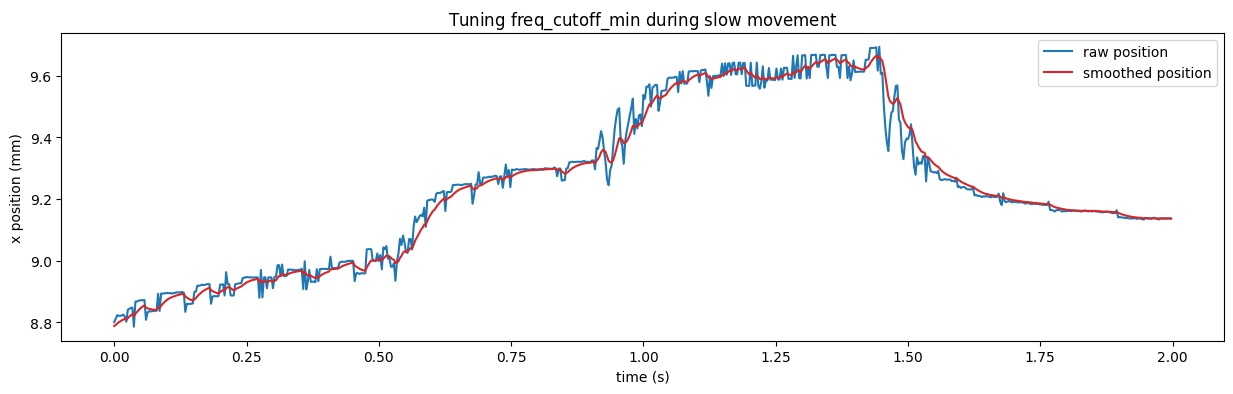 Tuning freq_cutoff_min during slow movement
raw position
smoothed position
x position (mm)
9.6
9.4
9.2
9.0
8.8
0.00 0.25 0.50 0.75 1.00 1.25 1.50 1.75 2.00
time (s)